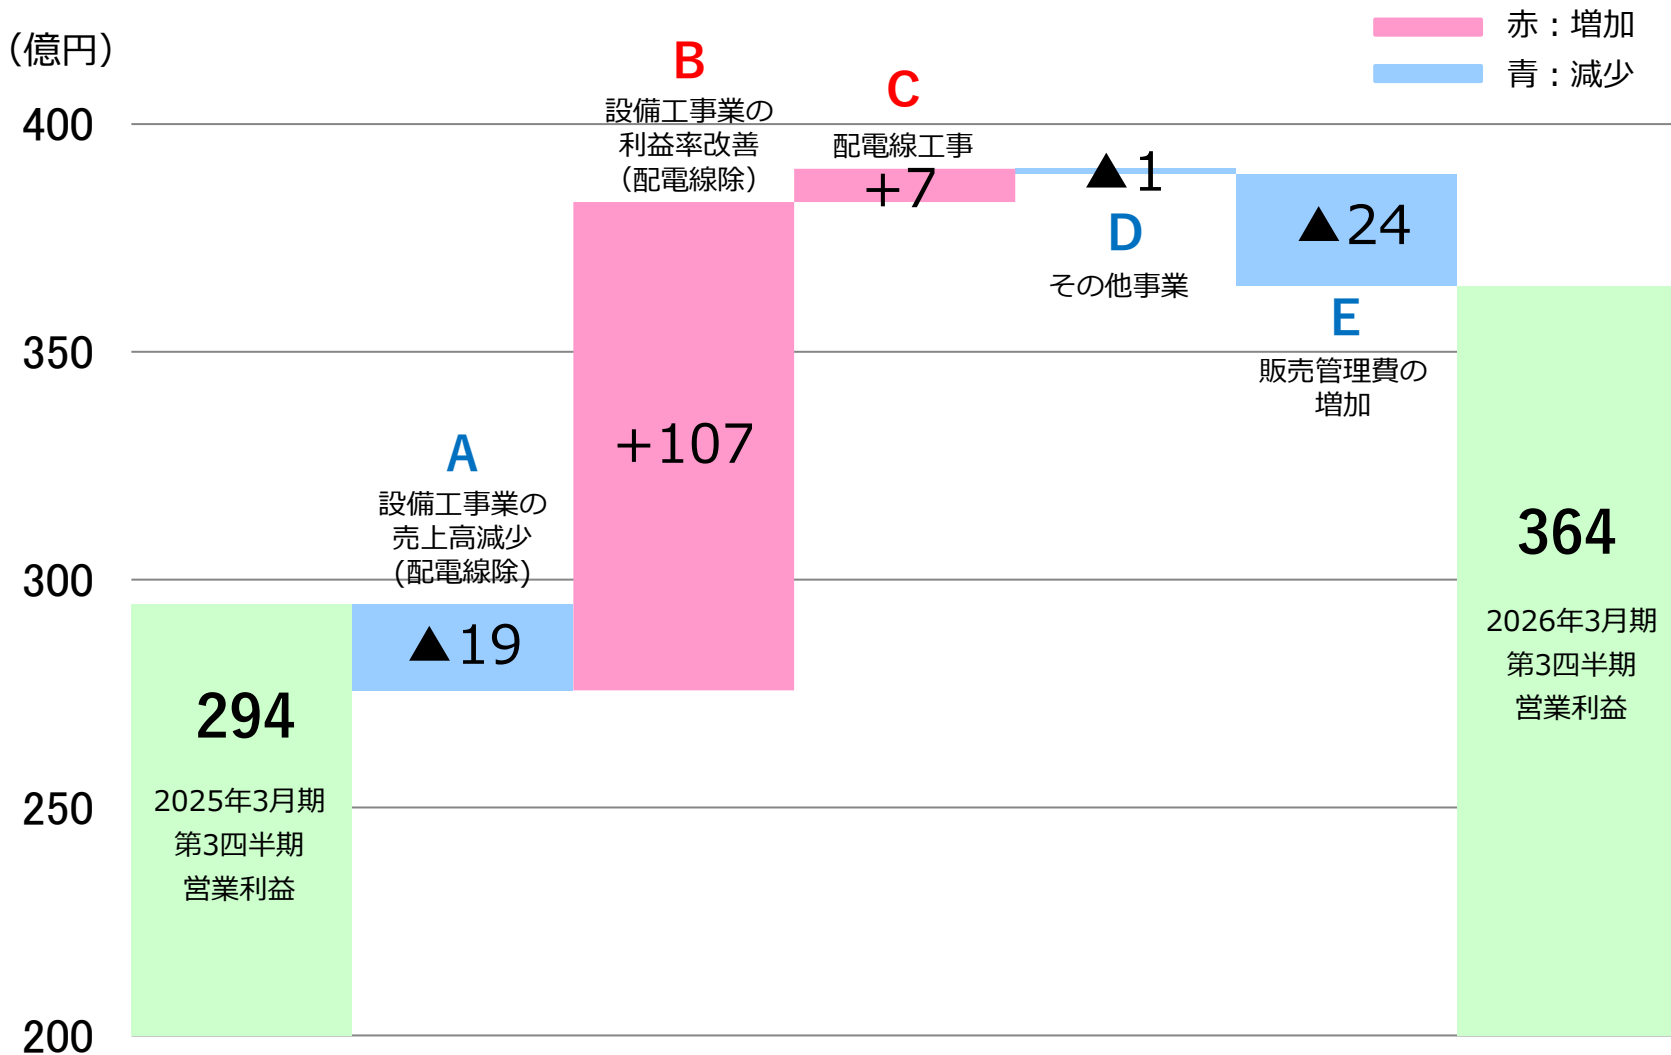 (億円)
赤：増加
青：減少
400
350
300
250
200
294
2025年3月期
第3四半期
営業利益
A
設備工事業の
売上高減少
(配電線除)
▲19
B
設備工事業の
利益率改善
（配電線除）
+107
C
配電線工事
+7
▲1
D
その他事業
▲24
E
販売管理費の
増加
364
2026年3月期
第3四半期
営業利益